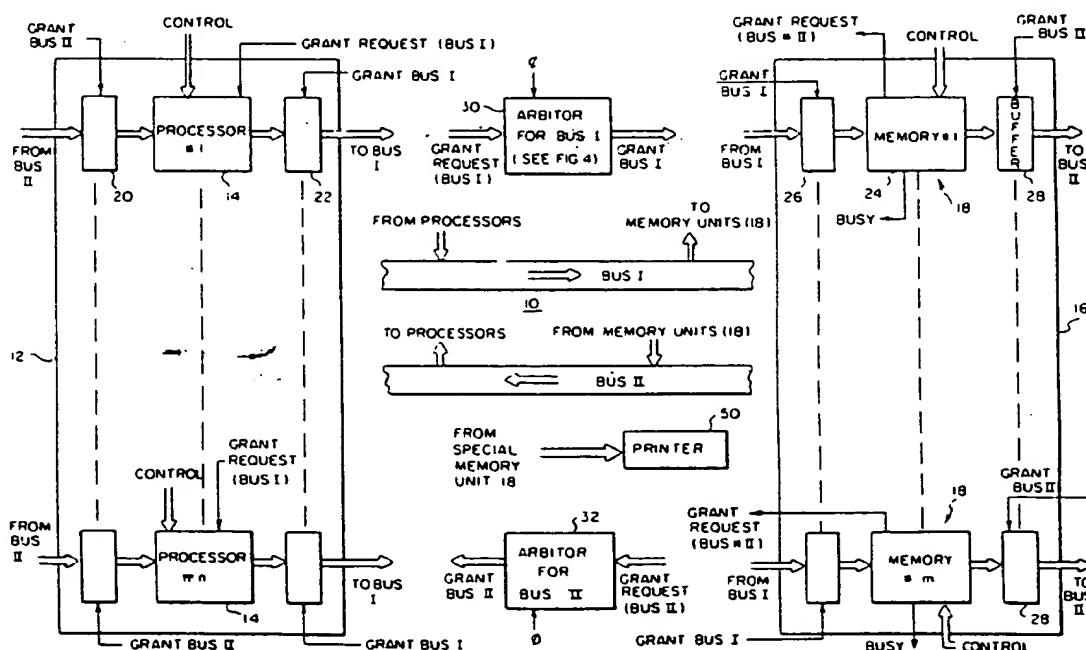 GRANT
BUS II
CONTROL
GRANT REQUEST (BUS I)
GRANT BUS I
PROCESSOR
# 1
FROM
BUS
II
20
14
22
TO BUS
I
12
¢
30
ARBITOR
FOR BUS I
(SEE FIG 4)
GRANT
REQUEST
(BUS I)
GRANT
BUS I
GRANT REQUEST
(BUS # II)
CONTROL
GRANT
BUS II
GRANT
BUS I
MEMORY # 1
BUFFER
FROM
BUS I
TO
BUS
II
26
24
18
28
BUSY
16
FROM PROCESSORS
TO
MEMORY UNITS (18)
BUS I
10
TO PROCESSORS
FROM MEMORY UNITS (18)
BUS II
50
FROM
SPECIAL
MEMORY
UNIT 18
PRINTER
CONTROL
GRANT
REQUEST
(BUS I)
FROM
BUS
II
PROCESSOR
n
14
TO BUS
I
GRANT BUS II
GRANT BUS I
32
ARBITOR
FOR
BUS II
GRANT
BUS II
GRANT
REQUEST
(BUS II)
Ø
GRANT
REQUEST
(BUS # II)
18
GRANT
BUS II
FROM
BUS I
MEMORY
# m
TO
BUS
II
28
GRANT BUS I
BUSY
CONTROL